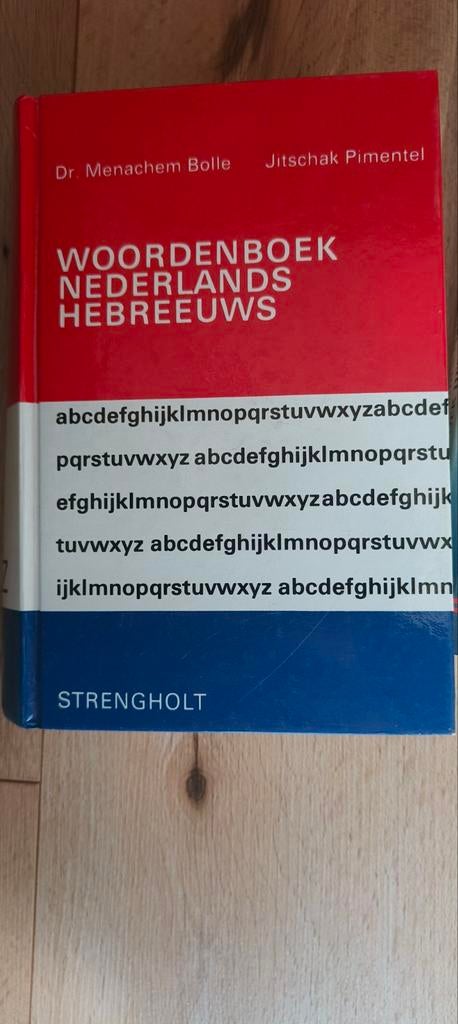 Dr. Menachem Bolle Jitschak Pimentel
WOORDENBOEK
NEDERLANDS
HEBREEUWS
abcdefghijklmnopqrstuvwxyzabcdef
pqrstuvwxyz abcdefghijklmnopqrstu
efghijklmnopqrstuvwxyzabcdefghijk
tuvwxyz abcdefghijklmnopqrstuvwx
ijklmnopqrstuvwxyz abcdefghijklmn
Z
STRENGHOLT